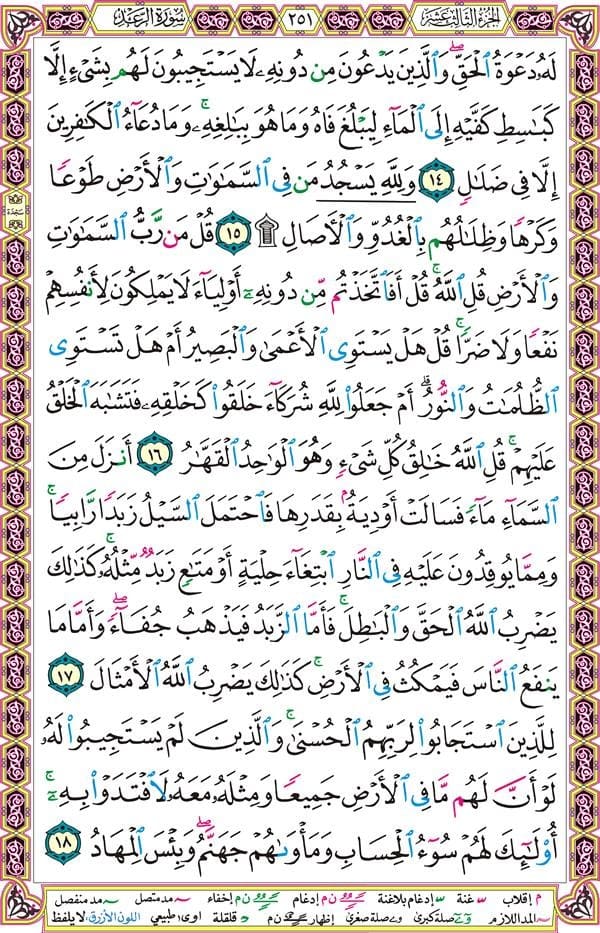 الجزء الثالث عشر ٢٥١ سورة الرعد
لَهُۥ دَعْوَةُ ٱلْحَقِّ ۖ وَٱلَّذِينَ يَدْعُونَ مِن دُونِهِۦ لَا يَسْتَجِيبُونَ لَهُم بِشَىْءٍ إِلَّا
كَبَـٰسِطِ كَفَّيْهِ إِلَى ٱلْمَآءِ لِيَبْلُغَ فَاهُ وَمَا هُوَ بِبَـٰلِغِهِۦ ۚ وَمَا دُعَآءُ ٱلْكَـٰفِرِينَ
إِلَّا فِى ضَلَـٰلٍ ١٤ وَلِلَّهِ يَسْجُدُ مَن فِى ٱلسَّمَـٰوَٰتِ وَٱلْأَرْضِ طَوْعًا
وَكَرْهًا وَظِلَـٰلُهُم بِٱلْغُدُوِّ وَٱلْـَٔاصَالِ ۩ ١٥ قُلْ مَن رَّبُّ ٱلسَّمَـٰوَٰتِ
وَٱلْأَرْضِ قُلِ ٱللَّهُ ۚ قُلْ أَفَٱتَّخَذْتُم مِّن دُونِهِۦٓ أَوْلِيَآءَ لَا يَمْلِكُونَ لِأَنفُسِهِمْ
نَفْعًا وَلَا ضَرًّا ۚ قُلْ هَلْ يَسْتَوِى ٱلْأَعْمَىٰ وَٱلْبَصِيرُ أَمْ هَلْ تَسْتَوِى
ٱلظُّلُمَـٰتُ وَٱلنُّورُ ۗ أَمْ جَعَلُوا۟ لِلَّهِ شُرَكَآءَ خَلَقُوا۟ كَخَلْقِهِۦ فَتَشَـٰبَهَ ٱلْخَلْقُ
عَلَيْهِمْ ۚ قُلِ ٱللَّهُ خَـٰلِقُ كُلِّ شَىْءٍ وَهُوَ ٱلْوَٰحِدُ ٱلْقَهَّـٰرُ ١٦ أَنزَلَ مِنَ
ٱلسَّمَآءِ مَآءً فَسَالَتْ أَوْدِيَةٌۢ بِقَدَرِهَا فَٱحْتَمَلَ ٱلسَّيْلُ زَبَدًا رَّابِيًا ۚ
وَمِمَّا يُوقِدُونَ عَلَيْهِ فِى ٱلنَّارِ ٱبْتِغَآءَ حِلْيَةٍ أَوْ مَتَـٰعٍ زَبَدٌ مِّثْلُهُۥ ۚ كَذَٰلِكَ
يَضْرِبُ ٱللَّهُ ٱلْحَقَّ وَٱلْبَـٰطِلَ ۚ فَأَمَّا ٱلزَّبَدُ فَيَذْهَبُ جُفَآءً ۖ وَأَمَّا مَا
يَنفَعُ ٱلنَّاسَ فَيَمْكُثُ فِى ٱلْأَرْضِ ۚ كَذَٰلِكَ يَضْرِبُ ٱللَّهُ ٱلْأَمْثَالَ ١٧
لِلَّذِينَ ٱسْتَجَابُوا۟ لِرَبِّهِمُ ٱلْحُسْنَىٰ ۚ وَٱلَّذِينَ لَمْ يَسْتَجِيبُوا۟ لَهُۥ
لَوْ أَنَّ لَهُم مَّا فِى ٱلْأَرْضِ جَمِيعًا وَمِثْلَهُۥ مَعَهُۥ لَٱفْتَدَوْا۟ بِهِۦٓ ۚ
أُو۟لَـٰٓئِكَ لَهُمْ سُوٓءُ ٱلْحِسَابِ وَمَأْوَىٰهُمْ جَهَنَّمُ ۖ وَبِئْسَ ٱلْمِهَادُ ١٨
سجدة
م إقلاب س غنة س إدغام بلاغنة ن م إدغام ن م إخفاء مد متصل مد منفصل
المد اللازم صلة كبرى صلة صغرى إظهار ن م قلقلة اوى طبيعي اللون الأزرق لا يلفظ